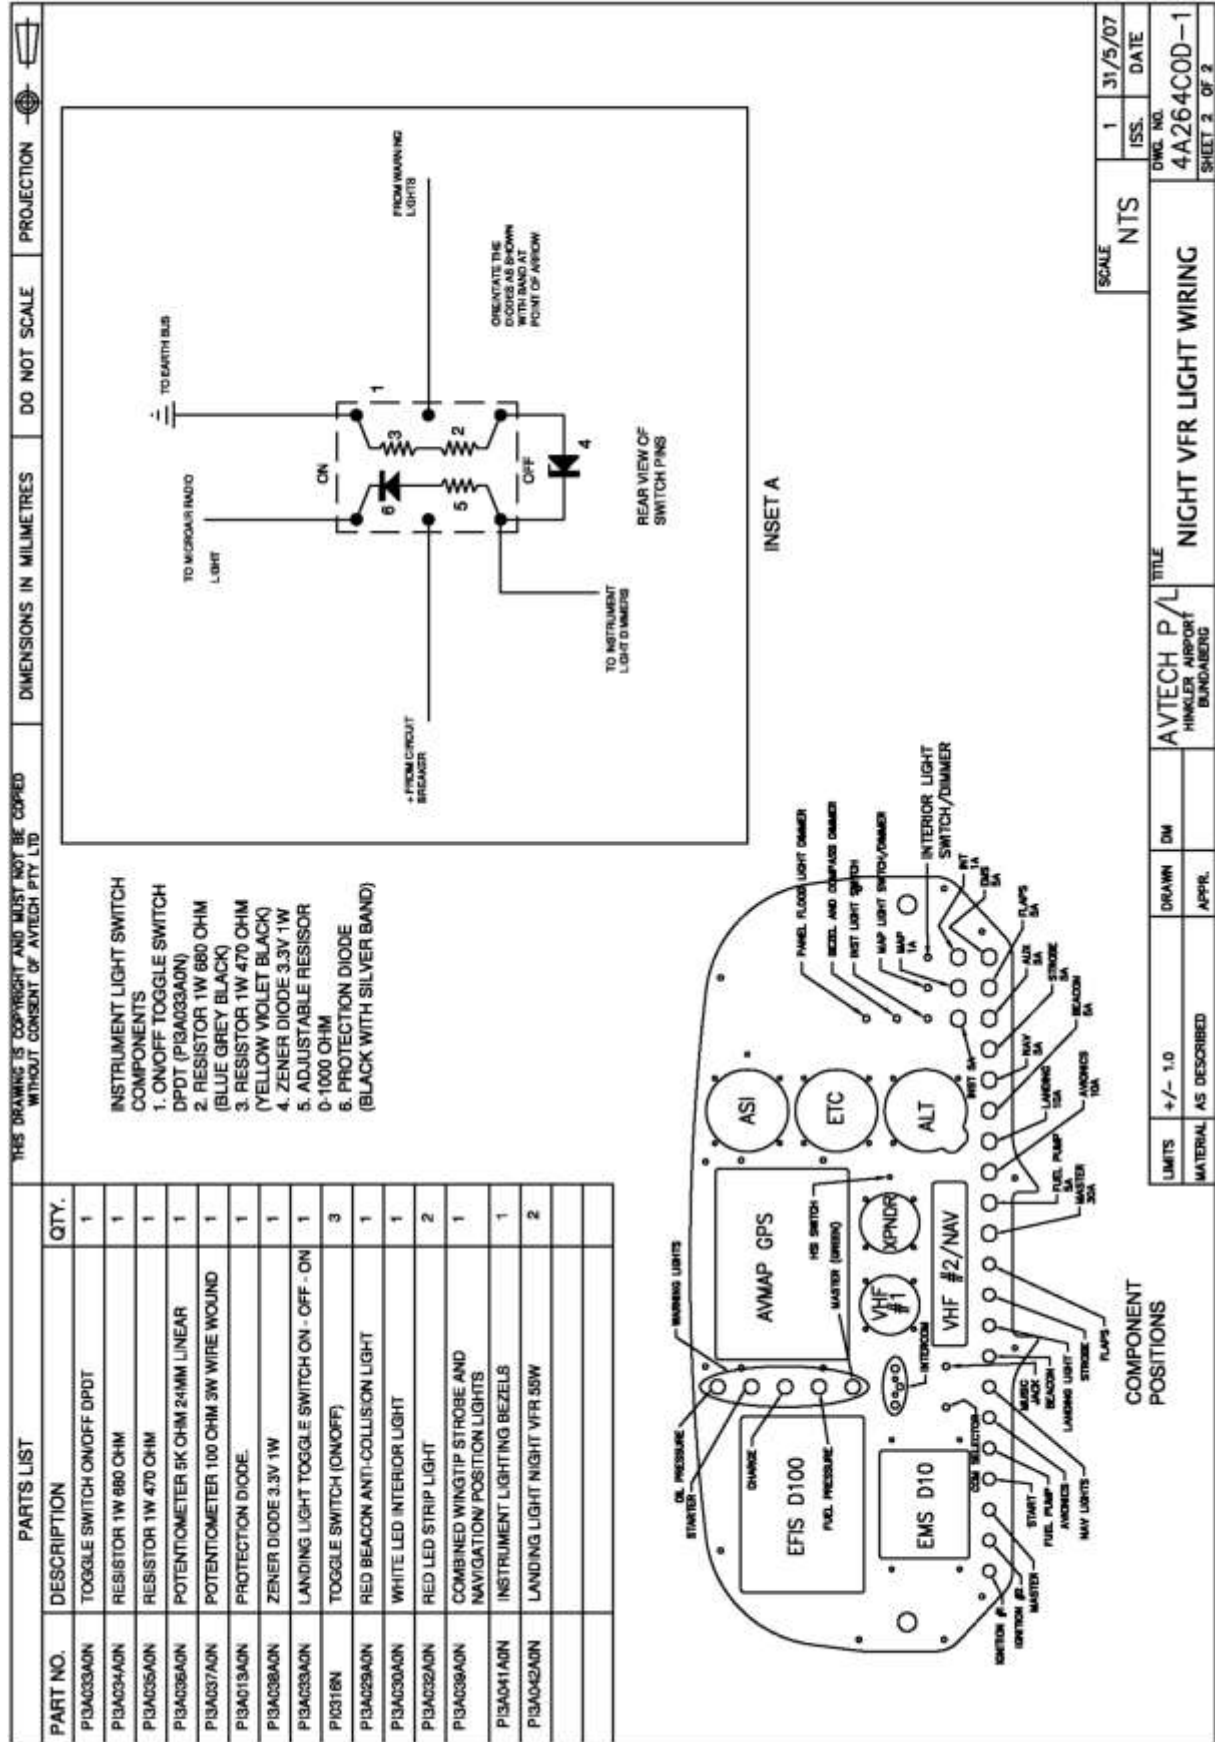 PARTS LIST
PART NO. DESCRIPTION QTY.
PI3A033A0N TOGGLE SWITCH ON/OFF DPDT 1
PI3A034A0N RESISTOR 1W 680 OHM 1
PI3A035A0N RESISTOR 1W 470 OHM 1
PI3A036A0N POTENTIOMETER 5K OHM 24MM LINEAR 1
PI3A037A0N POTENTIOMETER 100 OHM 3W WIRE WOUND 1
PI3A013A0N PROTECTION DIODE. 1
PI3A038A0N ZENER DIODE 3.3V 1W 1
PI3A033A0N LANDING LIGHT TOGGLE SWITCH ON - OFF - ON 1
PI0316N TOGGLE SWITCH (ON/OFF) 3
PI3A029A0N RED BEACON ANTI-COLLISION LIGHT 1
PI3A030A0N WHITE LED INTERIOR LIGHT 1
PI3A032A0N RED LED STRIP LIGHT 2
PI3A039A0N COMBINED WINGTIP STROBE AND 1
NAVIGATION/POSITION LIGHTS
PI3A041A0N INSTRUMENT LIGHTING BEZELS 1
PI3A042A0N LANDING LIGHT NIGHT VFR 55W 2
THIS DRAWING IS COPYRIGHT AND MUST NOT BE COPIED
WITHOUT CONSENT OF AVTECH PTY LTD
DIMENSIONS IN MILIMETRES
DO NOT SCALE
PROJECTION
INSTRUMENT LIGHT SWITCH
COMPONENTS
1. ON/OFF TOGGLE SWITCH
DPDT (PI3A033A0N)
2. RESISTOR 1W 680 OHM
(BLUE GREY BLACK)
3. RESISTOR 1W 470 OHM
(YELLOW VIOLET BLACK)
4. ZENER DIODE 3.3V 1W
5. ADJUSTABLE RESISOR
0-1000 OHM
6. PROTECTION DIODE
(BLACK WITH SILVER BAND)
TO MICROAIR RADIO
LIGHT
TO EARTH BUS
ON
1
6
3
5
2
OFF
4
+ FROM CIRCUIT
BREAKER
FROM WARNING
LIGHTS
TO INSTRUMENT
LIGHT DIMMERS
OREINTATE THE
DIODES AS SHOWN
WITH BAND AT
POINT OF ARROW
REAR VIEW OF
SWITCH PINS
INSET A
OIL PRESSURE
STARTER
CHARGE
FUEL PRESSURE
WARNING LIGHTS
HSI SWITCH
MASTER (GREEN)
EFIS D100
EMS D10
AVMAP GPS
VHF
#1
XPNDR
VHF #2/NAV
INTERCOM
ASI
ETC
ALT
PANEL FLOOD LIGHT DIMMER
BEZEL AND COMPASS DIMMER
INST LIGHT SWITCH
MAP LIGHT SWITCH/DIMMER
MAP
1A
INTERIOR LIGHT
SWITCH/DIMMER
INT
1A
EMS
5A
FLAPS
5A
AUX
5A
STROBE
5A
BEACON
5A
INST 5A
NAV
5A
LANDING
15A
AVIONICS
10A
FUEL PUMP
5A
MASTER
30A
IGNITION #1
IGNITION #2
MASTER
START
FUEL PUMP
AVIONICS
NAV LIGHTS
COM SELECTOR
MUSIC
JACK
BEACON
LANDING LIGHT
STROBE
FLAPS
COMPONENT
POSITIONS
LIMITS +/- 1.0
MATERIAL AS DESCRIBED
DRAWN DM
APPR.
AVTECH P/L
HINKLER AIRPORT
BUNDABERG
TITLE
NIGHT VFR LIGHT WIRING
SCALE
NTS
1 31/5/07
ISS. DATE
DWG. NO.
4A264C0D-1
SHEET 2 OF 2